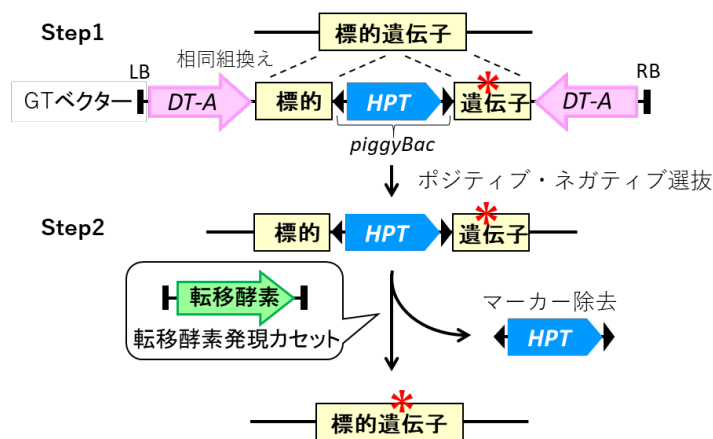 Step1
標的遺伝子
相同組換え
LB
RB
GTベクター
DT-A
標的
HPT
遺伝子
DT-A
piggyBac
ポジティブ・ネガティブ選抜
Step2
標的
HPT
遺伝子
転移酵素
転移酵素発現カセット
マーカー除去
HPT
標的遺伝子